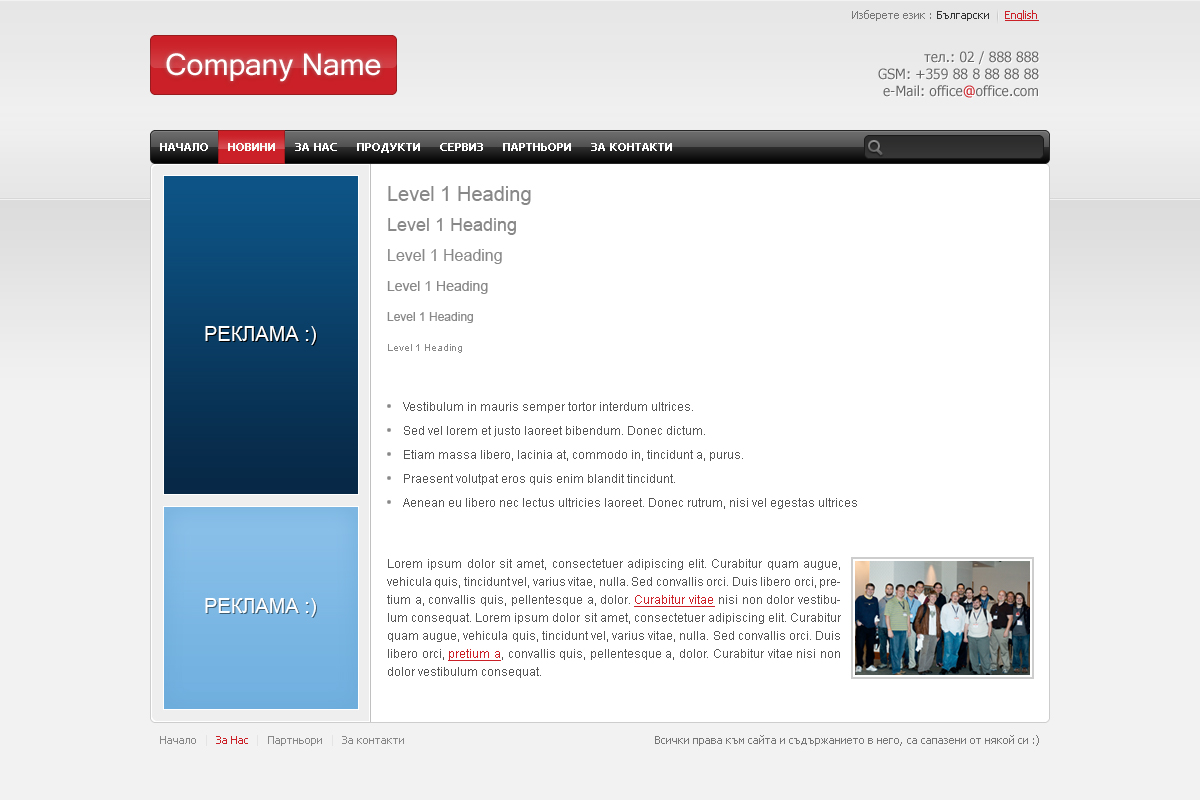 Изберете език : Български | English
Company Name
тел.: 02 / 888 888
GSM: +359 88 8 88 88 88
e-Mail: office@office.com
НАЧАЛО НОВИНИ ЗА НАС ПРОДУКТИ СЕРВИЗ ПАРТНЬОРИ ЗА КОНТАКТИ
РЕКЛАМА :)
РЕКЛАМА :)
Level 1 Heading
Level 1 Heading
Level 1 Heading
Level 1 Heading
Level 1 Heading
Level 1 Heading
• Vestibulum in mauris semper tortor interdum ultrices.
• Sed vel lorem et justo laoreet bibendum. Donec dictum.
• Etiam massa libero, lacinia at, commodo in, tincidunt a, purus.
• Praesent volutpat eros quis enim blandit tincidunt.
• Aenean eu libero nec lectus ultricies laoreet. Donec rutrum, nisi vel egestas ultrices
Lorem ipsum dolor sit amet, consectetuer adipiscing elit. Curabitur quam augue,
vehicula quis, tincidunt vel, varius vitae, nulla. Sed convallis orci. Duis libero orci, pre-
tium a, convallis quis, pellentesque a, dolor. Curabitur vitae nisi non dolor vestibu-
lum consequat. Lorem ipsum dolor sit amet, consectetuer adipiscing elit. Curabitur
quam augue, vehicula quis, tincidunt vel, varius vitae, nulla. Sed convallis orci. Duis
libero orci, pretium a, convallis quis, pellentesque a, dolor. Curabitur vitae nisi non
dolor vestibulum consequat.
Начало | За Нас | Партньори | За контакти
Всички права към сайта и съдържанието в него, са сапазени от някой си :)